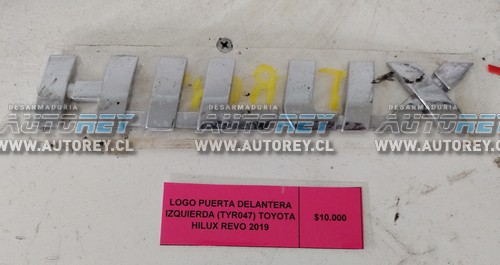 HILUX
DESARMADURIA DESARMADURIA DESARMADURIA
AUTOREY AUTOREY AUTOREY
WWW.AUTOREY.CL WWW.AUTOREY.CL WWW.AUTOREY.CL
LOGO PUERTA DELANTERA
IZQUIERDA (TYR047) TOYOTA
HILUX REVO 2019
$10.000